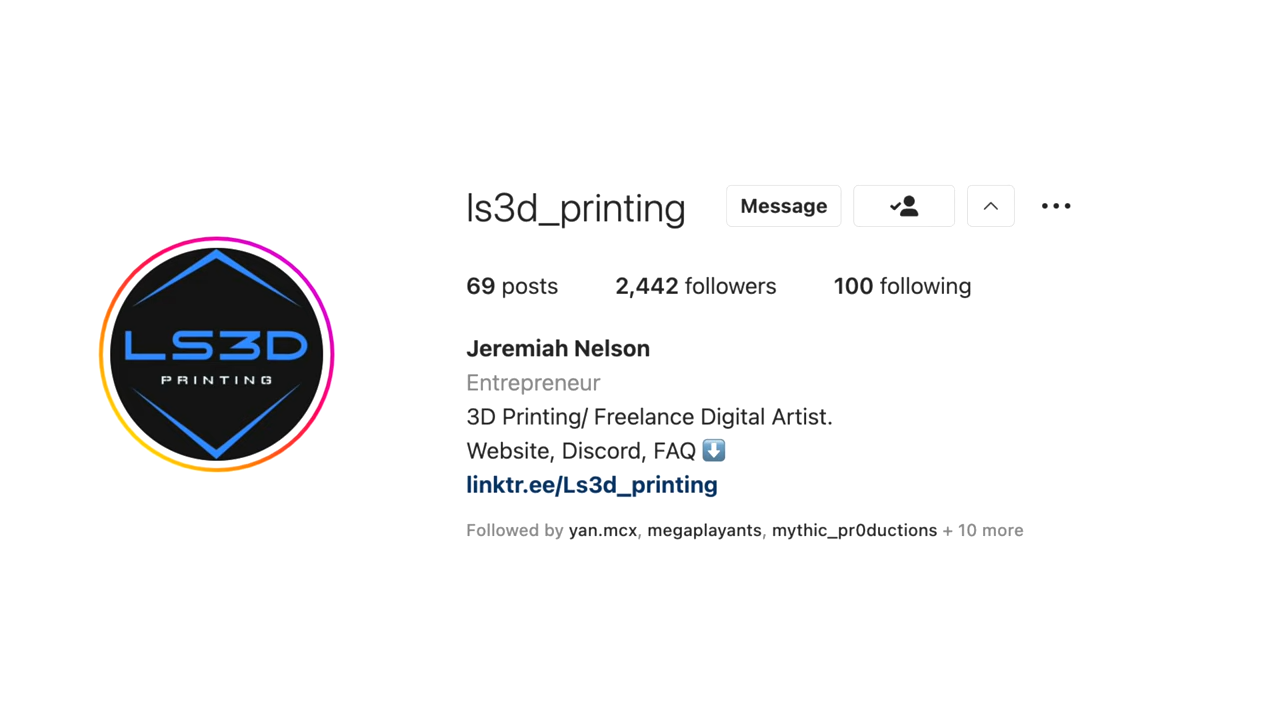 ls3d_printing Message
69 posts 2,442 followers 100 following
LS3D
PRINTING
Jeremiah Nelson
Entrepreneur
3D Printing/ Freelance Digital Artist.
Website, Discord, FAQ ⬇️
linktr.ee/Ls3d_printing
Followed by yan.mcx, megaplayants, mythic_pr0ductions + 10 more